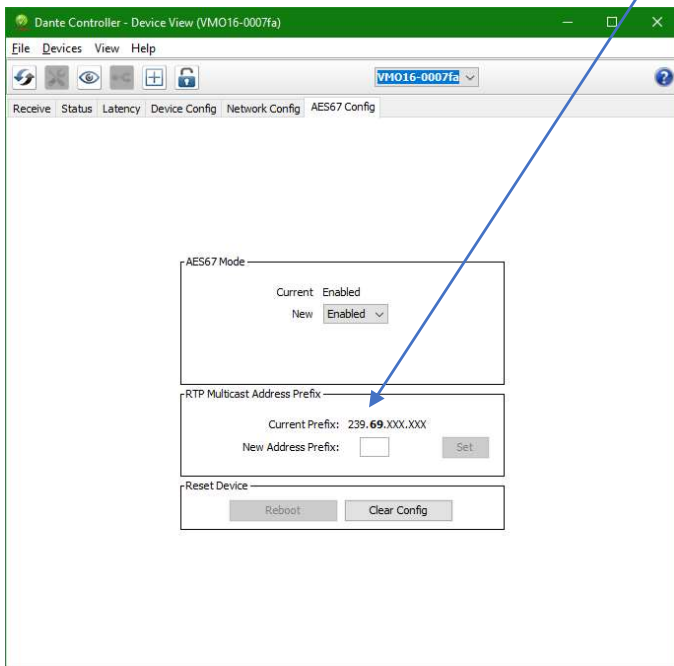 Dante Controller - Device View (VMO16-0007fa)
File Devices View Help
VMO16-0007fa
Receive Status Latency Device Config Network Config AES67 Config
AES67 Mode
Current Enabled
New Enabled
RTP Multicast Address Prefix
Current Prefix: 239.69.XXX.XXX
New Address Prefix: Set
Reset Device
Reboot Clear Config